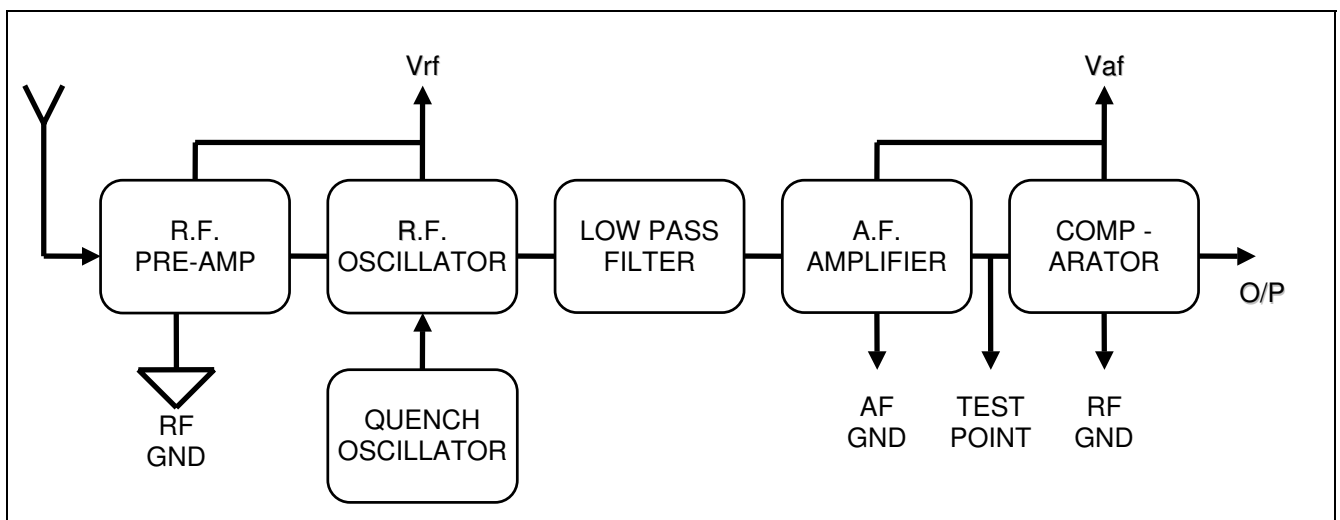 Vrf
Vaf
R.F.
PRE-AMP
R.F.
OSCILLATOR
LOW PASS
FILTER
A.F.
AMPLIFIER
COMP -
ARATOR
O/P
RF
GND
QUENCH
OSCILLATOR
AF
GND
TEST
POINT
RF
GND